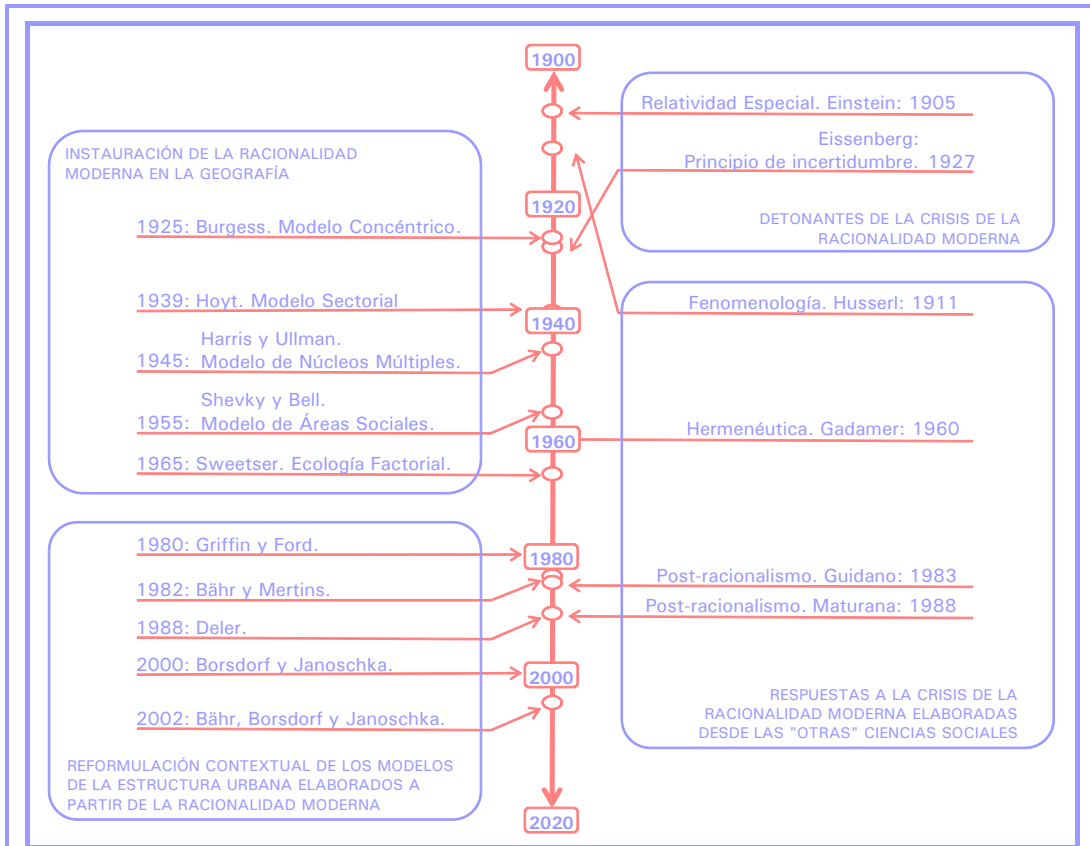 1900
Relatividad Especial. Einstein: 1905
Eissenberg:
Principio de incertidumbre. 1927
DETONANTES DE LA CRISIS DE LA
RACIONALIDAD MODERNA
INSTAURACIÓN DE LA RACIONALIDAD
MODERNA EN LA GEOGRAFÍA
1920
1925: Burgess. Modelo Concéntrico.
1939: Hoyt. Modelo Sectorial
1940
Harris y Ullman.
1945: Modelo de Núcleos Múltiples.
Shevky y Bell.
1955: Modelo de Áreas Sociales.
1960
1965: Sweetser. Ecología Factorial.
Fenomenología. Husserl: 1911
Hermenéutica. Gadamer: 1960
Post-racionalismo. Guidano: 1983
Post-racionalismo. Maturana: 1988
RESPUESTAS A LA CRISIS DE LA
RACIONALIDAD MODERNA ELABORADAS
DESDE LAS "OTRAS" CIENCIAS SOCIALES
1980: Griffin y Ford.
1980
1982: Bähr y Mertins.
1988: Deler.
2000: Borsdorf y Janoschka.
2000
2002: Bähr, Borsdorf y Janoschka.
REFORMULACIÓN CONTEXTUAL DE LOS MODELOS
DE LA ESTRUCTURA URBANA ELABORADOS A
PARTIR DE LA RACIONALIDAD MODERNA
2020